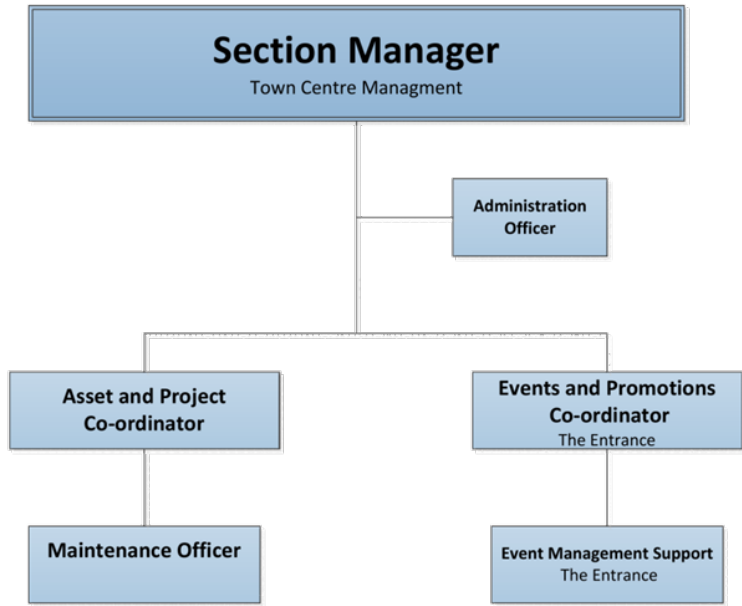 Section Manager
Town Centre Managment
Administration
Officer
Asset and Project
Co-ordinator
Events and Promotions
Co-ordinator
The Entrance
Maintenance Officer
Event Management Support
The Entrance